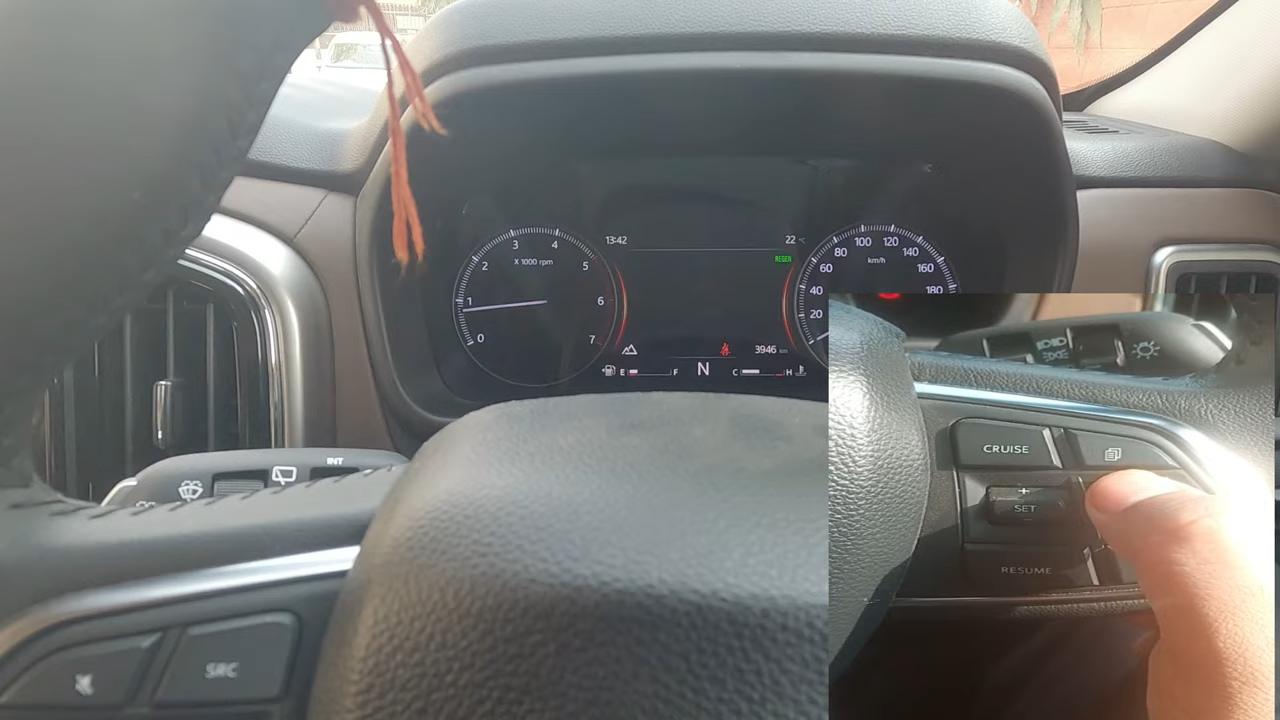 13:42
22 °C
REGEN
0
1
2
3
4
5
6
7
X 1000 rpm
20
40
60
80
100
120
140
160
180
km/h
3946 km
E
F
N
C
H
INT
SRC
CRUISE
+
SET
-
RESUME